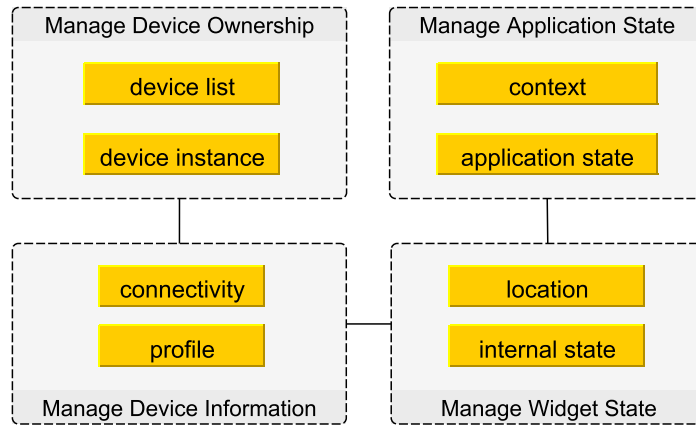 Manage Device Ownership
device list
device instance
Manage Application State
context
application state
connectivity
profile
Manage Device Information
location
internal state
Manage Widget State